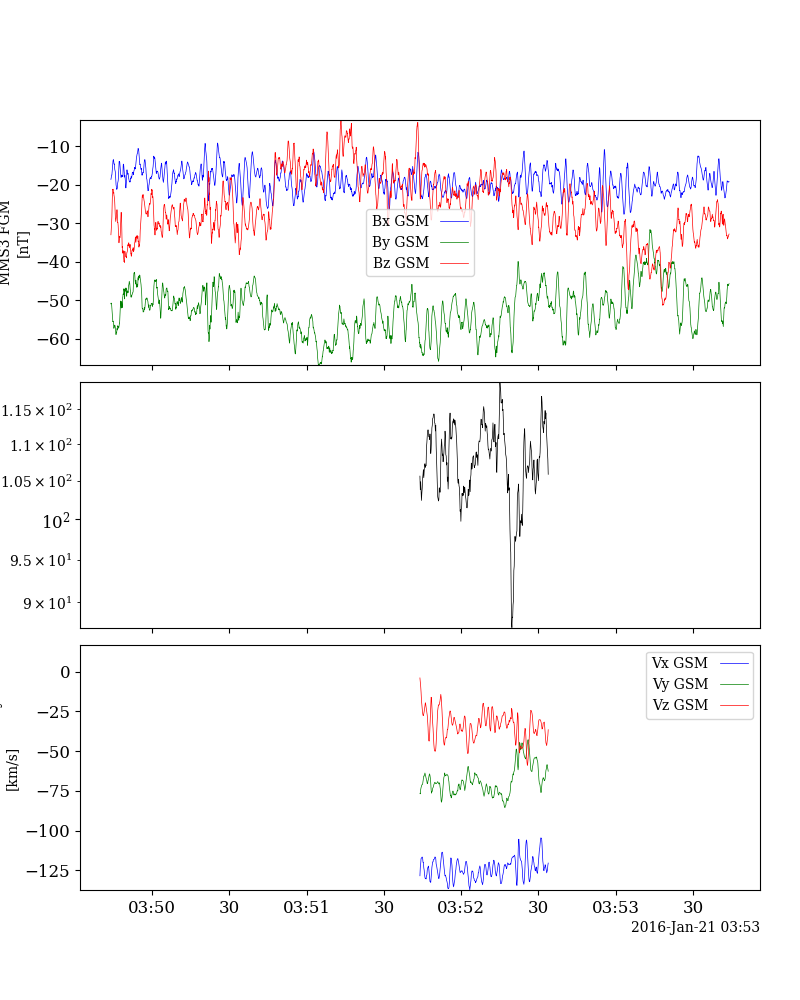 MMS3 FGM
[nT]
−10
−20
−30
−40
−50
−60
Bx GSM
By GSM
Bz GSM
1.15 × 10²
1.1 × 10²
1.05 × 10²
10²
9.5 × 10¹
9 × 10¹
[km/s]
0
−25
−50
−75
−100
−125
Vx GSM
Vy GSM
Vz GSM
03:50 30 03:51 30 03:52 30 03:53 30
2016-Jan-21 03:53